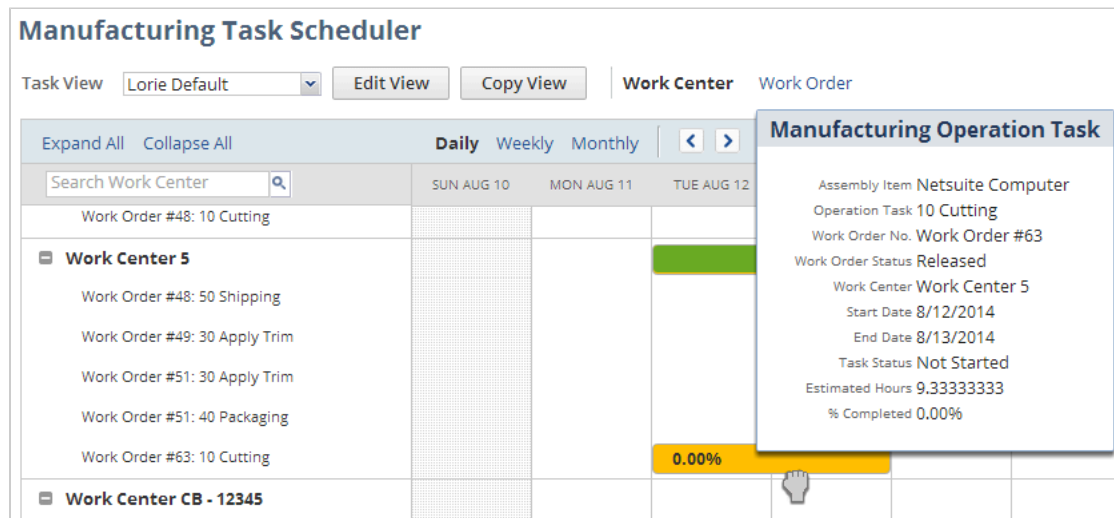 Manufacturing Task Scheduler
Task View Lorie Default Edit View Copy View Work Center Work Order
Expand All Collapse All Daily Weekly Monthly
Search Work Center SUN AUG 10 MON AUG 11 TUE AUG 12
Work Order #48: 10 Cutting
Work Center 5
Work Order #48: 50 Shipping
Work Order #49: 30 Apply Trim
Work Order #51: 30 Apply Trim
Work Order #51: 40 Packaging
Work Order #63: 10 Cutting 0.00%
Work Center CB - 12345
Manufacturing Operation Task
Assembly Item Netsuite Computer
Operation Task 10 Cutting
Work Order No. Work Order #63
Work Order Status Released
Work Center Work Center 5
Start Date 8/12/2014
End Date 8/13/2014
Task Status Not Started
Estimated Hours 9.33333333
% Completed 0.00%